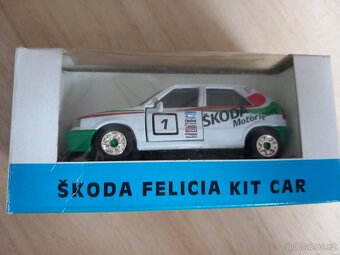 1
ŠKODA
Motorsport
ŠKODA FELICIA KIT CAR